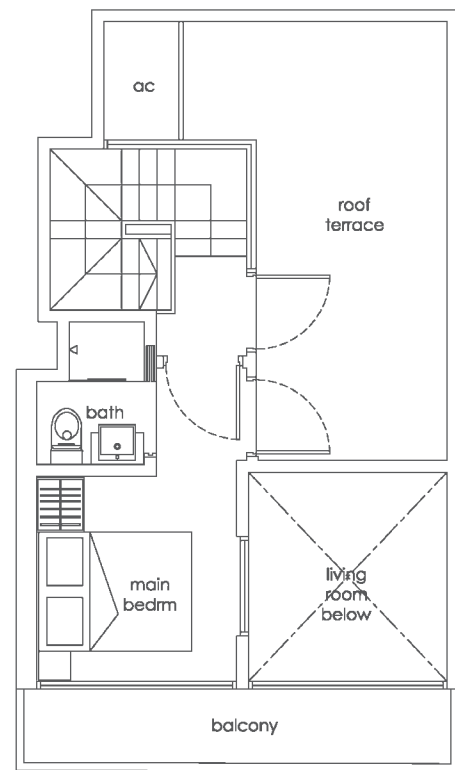 ac
roof
terrace
bath
main
bedrm
living
room
below
balcony